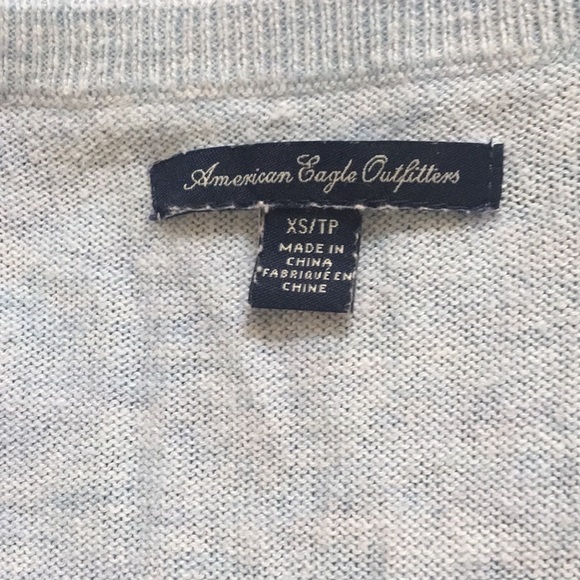 American Eagle Outfitters
XS/TP
MADE IN
CHINA
FABRIQUÉ EN
CHINE